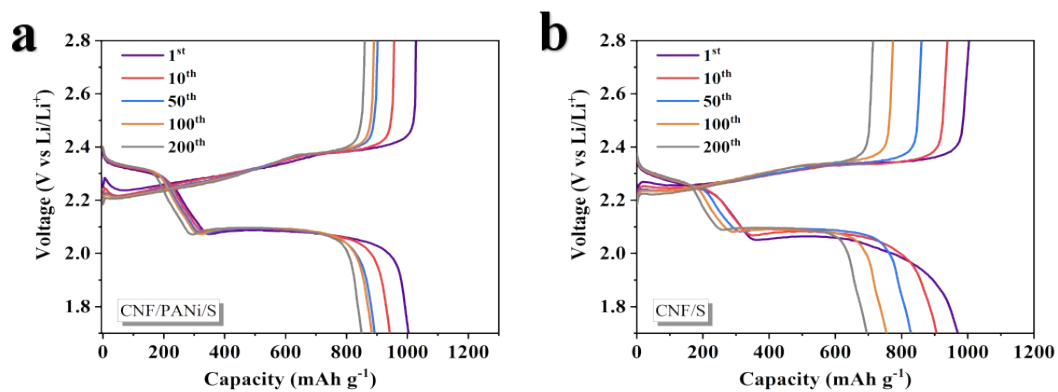 a
2.8
2.6
2.4
2.2
2.0
1.8
Voltage (V vs Li/Li⁺)
1ˢᵗ
10ᵗʰ
50ᵗʰ
100ᵗʰ
200ᵗʰ
CNF/PANi/S
0 200 400 600 800 1000 1200
Capacity (mAh g⁻¹)
b
2.8
2.6
2.4
2.2
2.0
1.8
Voltage (V vs Li/Li⁺)
1ˢᵗ
10ᵗʰ
50ᵗʰ
100ᵗʰ
200ᵗʰ
CNF/S
0 200 400 600 800 1000 1200
Capacity (mAh g⁻¹)